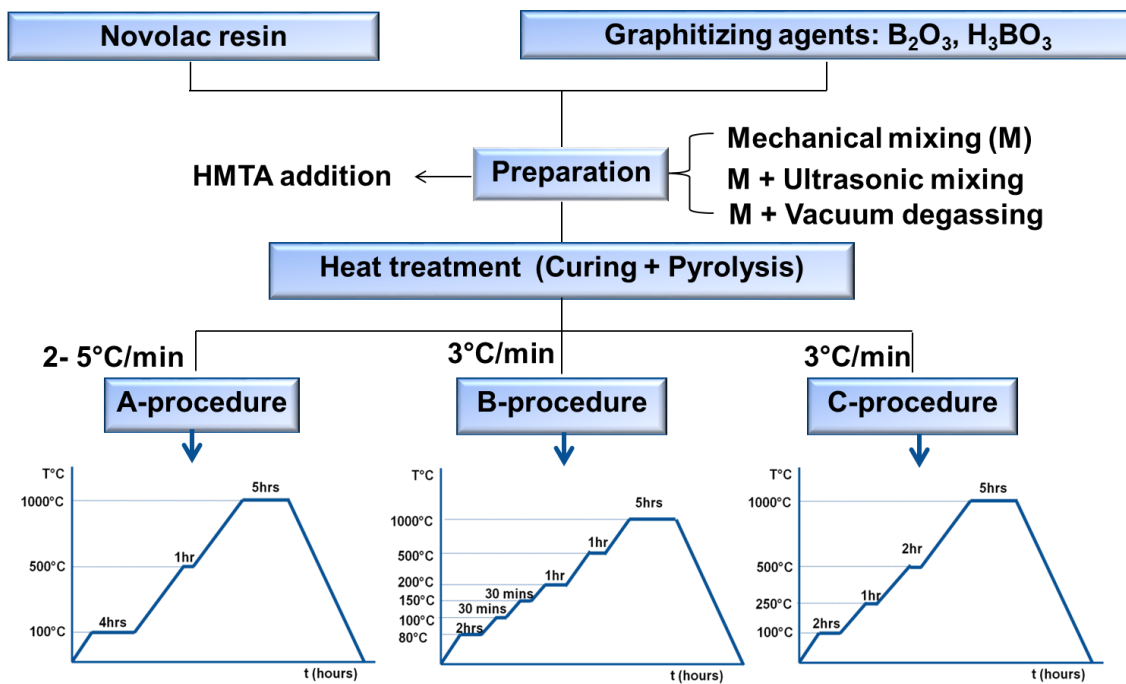 Novolac resin
Graphitizing agents: B₂O₃, H₃BO₃
HMTA addition
Preparation
Mechanical mixing (M)
M + Ultrasonic mixing
M + Vacuum degassing
Heat treatment (Curing + Pyrolysis)
2- 5°C/min
3°C/min
3°C/min
A-procedure
B-procedure
C-procedure
T°C
1000°C
500°C
100°C
4hrs
1hr
5hrs
t (hours)
T°C
1000°C
500°C
200°C
150°C
100°C
80°C
2hrs
30 mins
30 mins
1hr
1hr
5hrs
t (hours)
T°C
1000°C
500°C
250°C
100°C
2hrs
1hr
2hr
5hrs
t (hours)